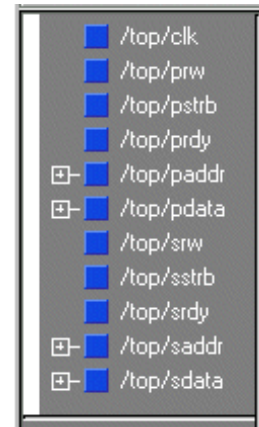 /top/clk
/top/prw
/top/pstrb
/top/prdy
/top/paddr
/top/pdata
/top/srw
/top/sstrb
/top/srdy
/top/saddr
/top/sdata